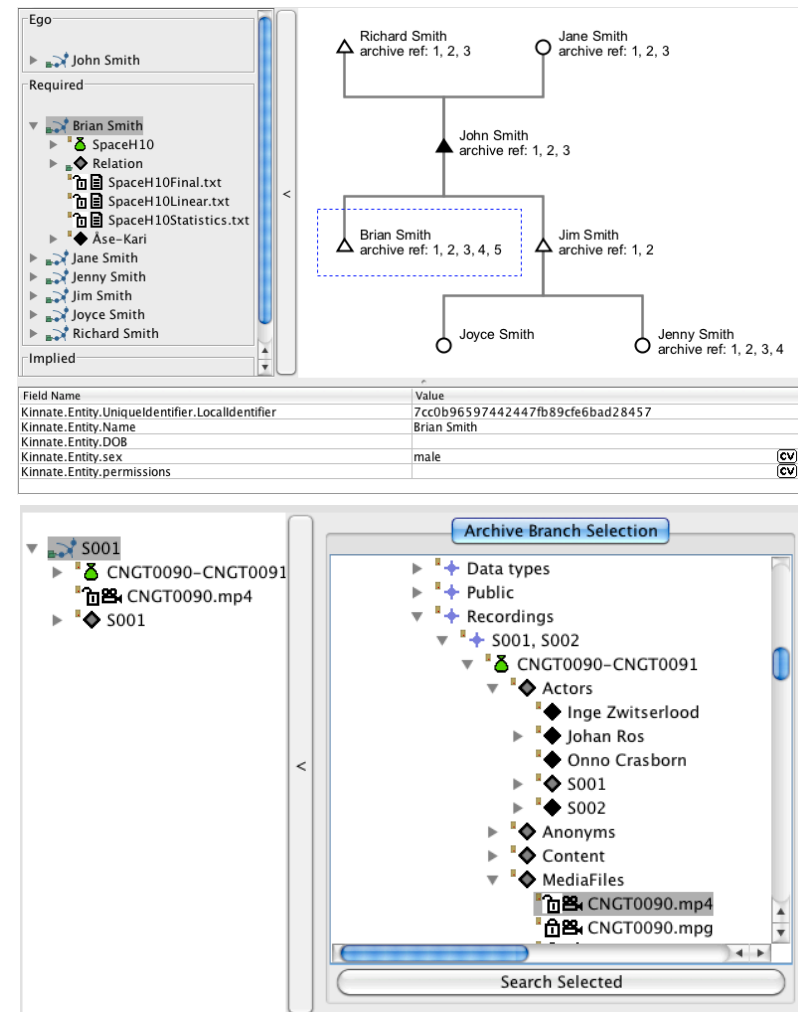 Ego
John Smith
Required
Brian Smith
SpaceH10
Relation
SpaceH10Final.txt
SpaceH10Linear.txt
SpaceH10Statistics.txt
Åse-Kari
Jane Smith
Jenny Smith
Jim Smith
Joyce Smith
Richard Smith
Implied
<
Richard Smith
archive ref: 1, 2, 3
Jane Smith
archive ref: 1, 2, 3
John Smith
archive ref: 1, 2, 3
Brian Smith
archive ref: 1, 2, 3, 4, 5
Jim Smith
archive ref: 1, 2
Joyce Smith
Jenny Smith
archive ref: 1, 2, 3, 4
Field Name Value
Kinnate.Entity.UniqueIdentifier.LocalIdentifier 7cc0b96597442447fb89cfe6bad28457
Kinnate.Entity.Name Brian Smith
Kinnate.Entity.DOB
Kinnate.Entity.sex male cv
Kinnate.Entity.permissions cv
S001
CNGT0090-CNGT0091
CNGT0090.mp4
S001
<
Archive Branch Selection
Data types
Public
Recordings
S001, S002
CNGT0090-CNGT0091
Actors
Inge Zwitserlood
Johan Ros
Onno Crasborn
S001
S002
Anonyms
Content
MediaFiles
CNGT0090.mp4
CNGT0090.mpg
Search Selected